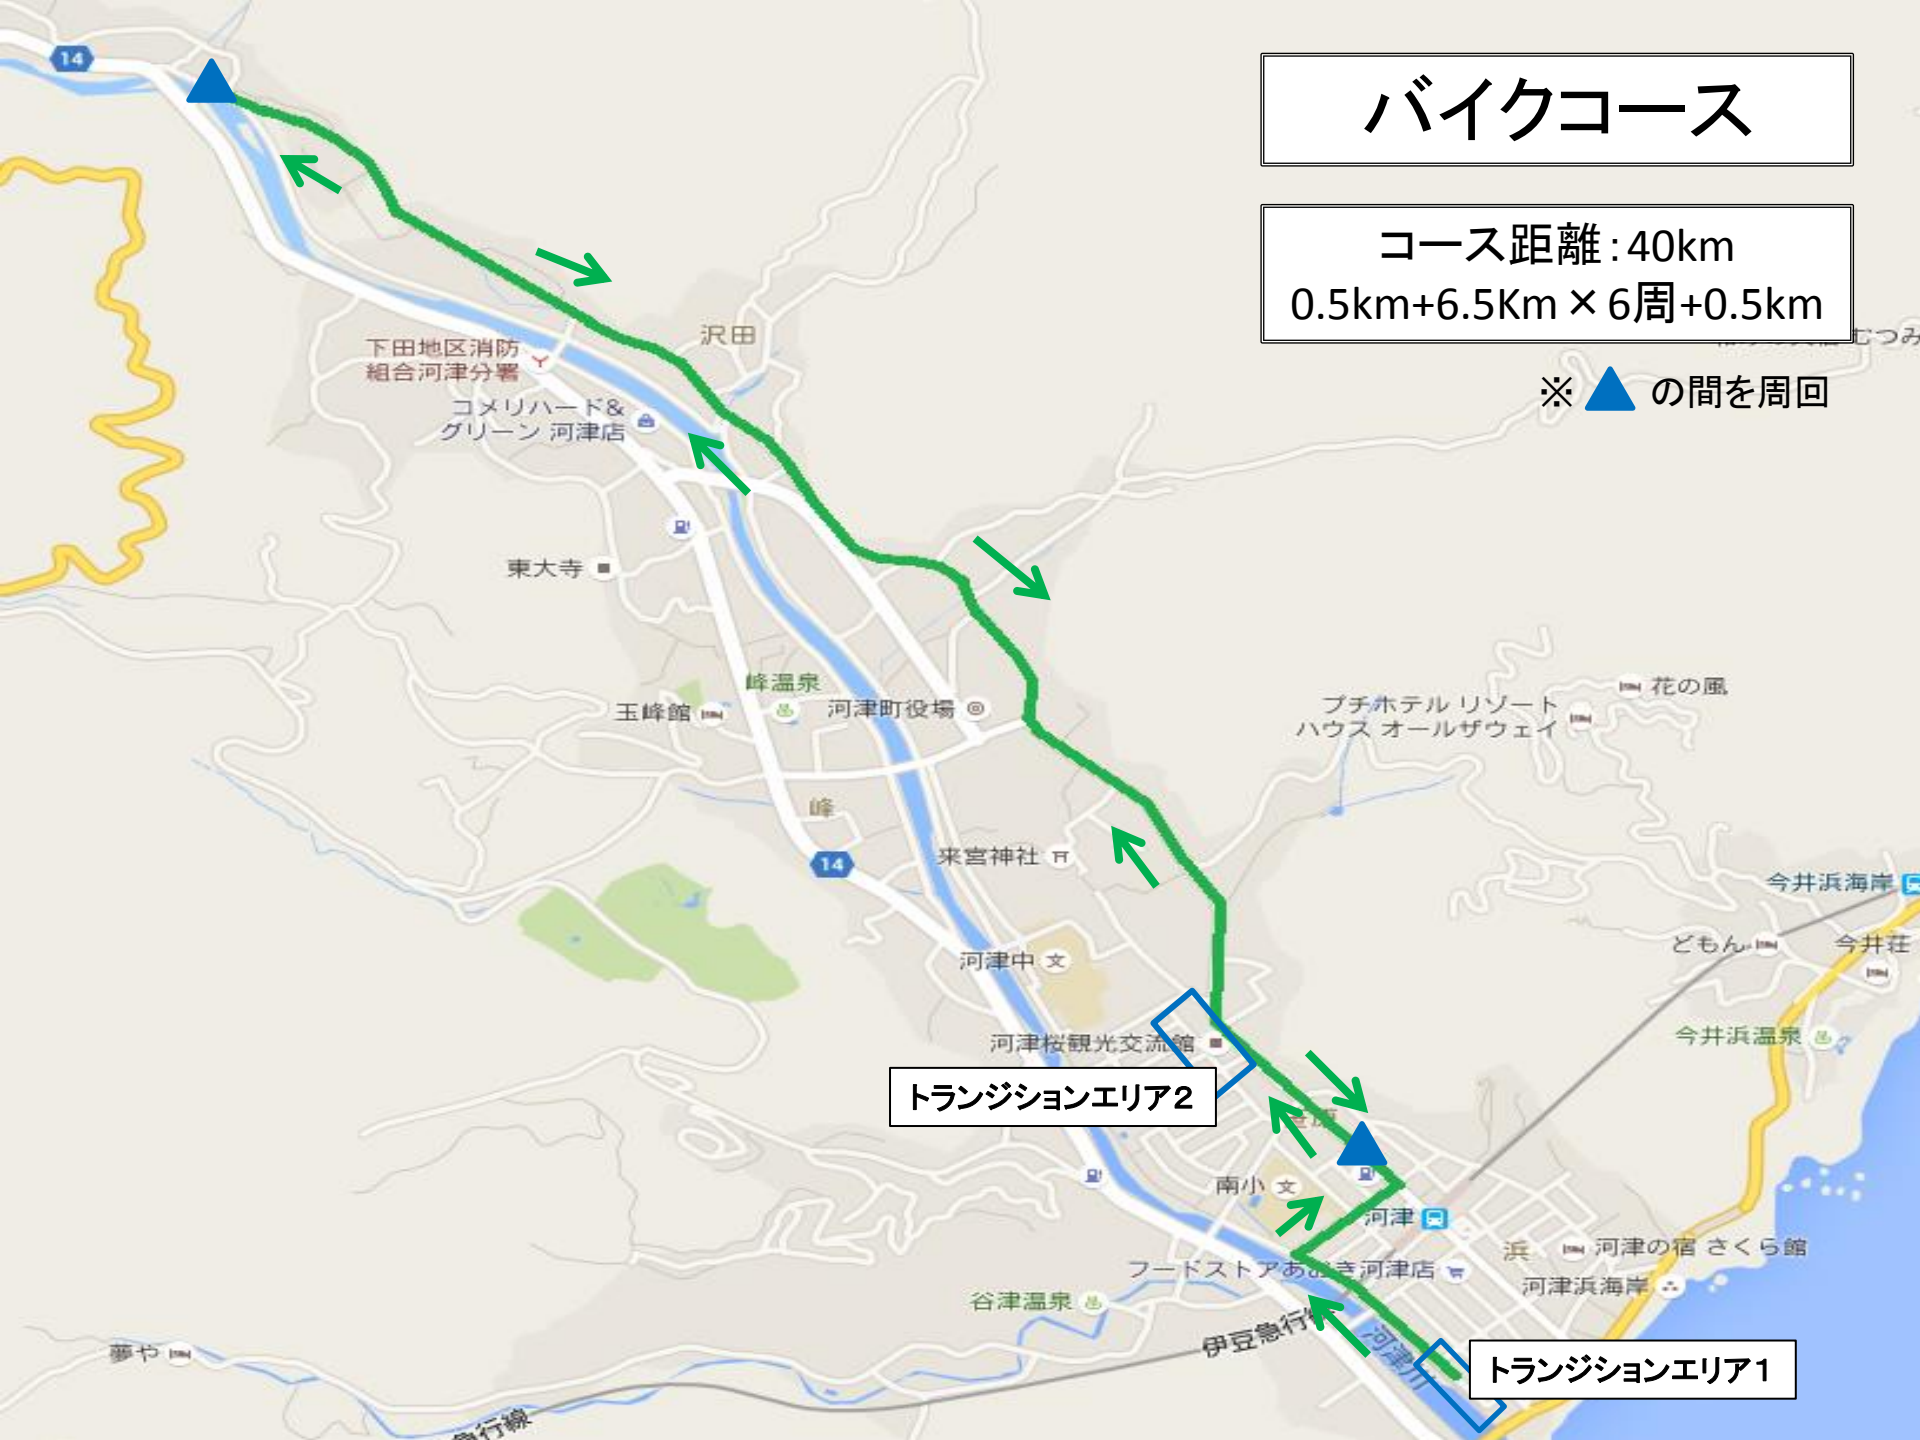 バイクコース
コース距離:40km
0.5km+6.5Km×6周+0.5km
※▲の間を周回
むつみ
14
沢田
下田地区消防
組合河津分署
コメリハード&
グリーン 河津店
東大寺
峰温泉
玉峰館
河津町役場
花の風
プチホテル リゾート
ハウス オールザウェイ
峰
14
来宮神社
今井浜海岸
どもん
今井荘
河津中
文
河津桜観光交流館
今井浜温泉
トランジションエリア2
南小
文
河津
浜
河津の宿 さくら館
フードストアあおき河津店
河津浜海岸
谷津温泉
伊豆急行線
河津川
夢や
トランジションエリア1
急行線